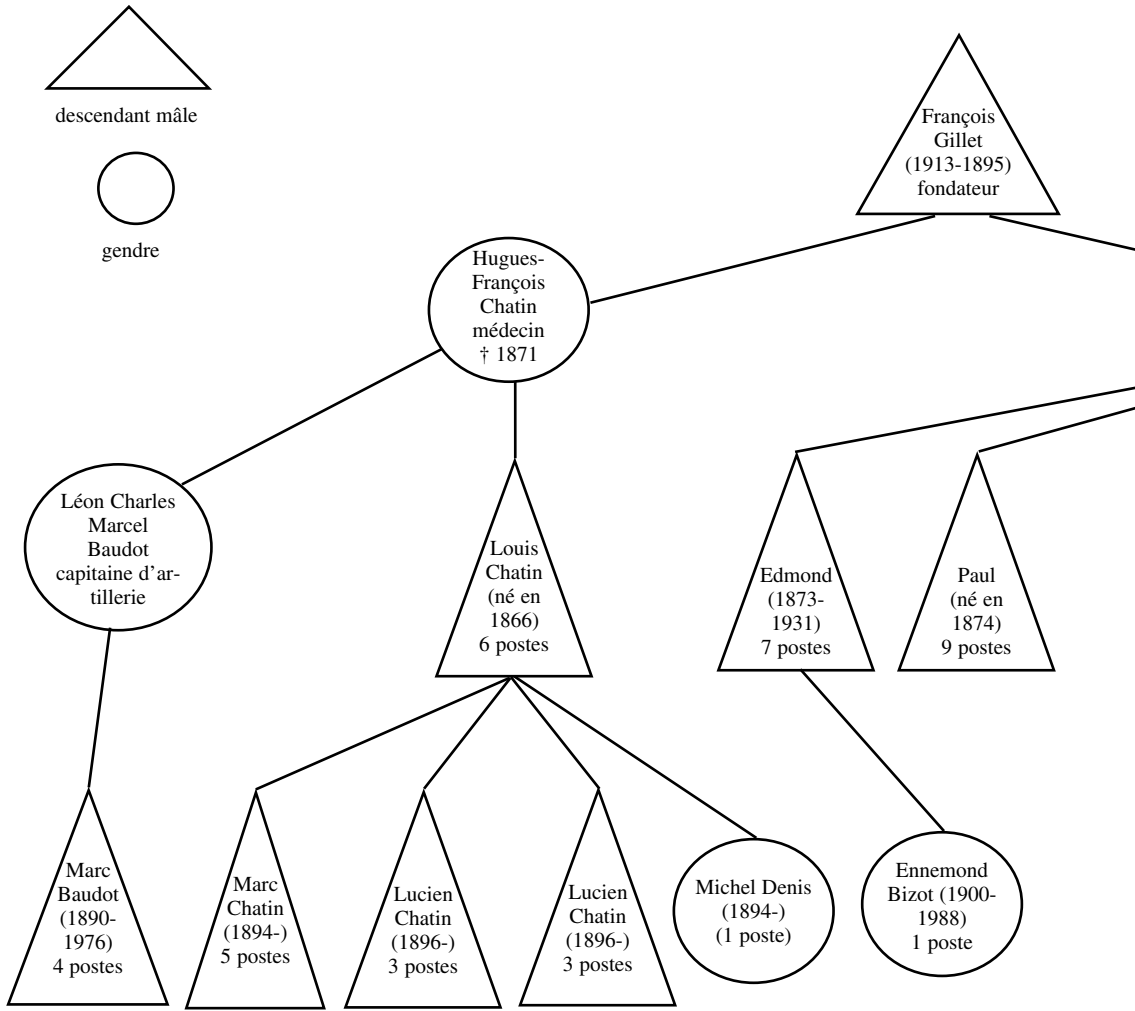 descendant mâle
gendre
François
Gillet
(1913-1895)
fondateur
Hugues-
François
Chatin
médecin
† 1871
Léon Charles
Marcel
Baudot
capitaine d’ar-
tillerie
Louis
Chatin
(né en
1866)
6 postes
Edmond
(1873-
1931)
7 postes
Paul
(né en
1874)
9 postes
Marc
Baudot
(1890-
1976)
4 postes
Marc
Chatin
(1894-)
5 postes
Lucien
Chatin
(1896-)
3 postes
Lucien
Chatin
(1896-)
3 postes
Michel Denis
(1894-)
(1 poste)
Ennemond
Bizot (1900-
1988)
1 poste